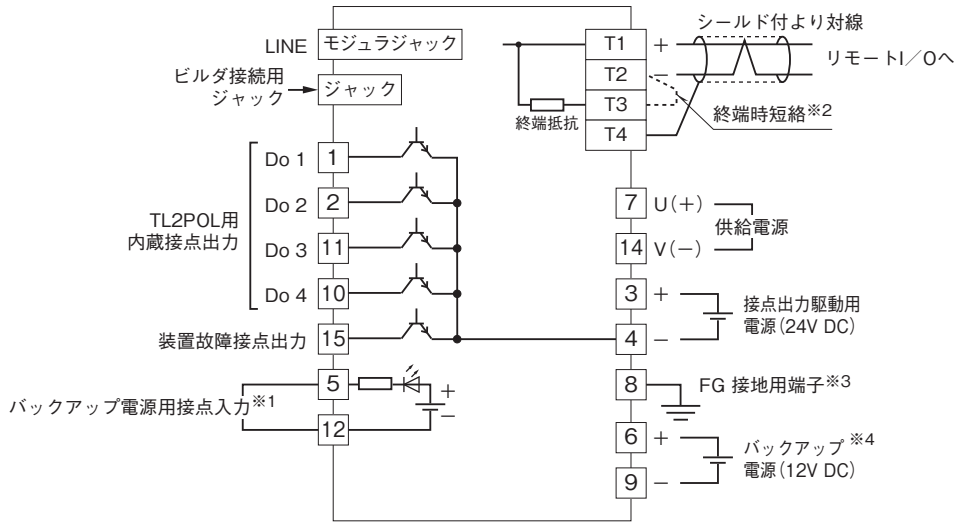 LINE モジュラジャック
ビルダ接続用
ジャック
ジャック
Do 1 1
Do 2 2
Do 3 11
Do 4 10
TL2POL用
内蔵接点出力
装置故障接点出力 15
5
バックアップ電源用接点入力※1
12
+
−
T1 +
T2 −
T3
T4
終端抵抗
シールド付より対線
リモートI／Oへ
終端時短絡※2
7 U(+)
供給電源
14 V(−)
3 +
接点出力駆動用
電源(24V DC)
4 −
8 FG 接地用端子※3
6 +
バックアップ ※4
電源(12V DC)
9 −